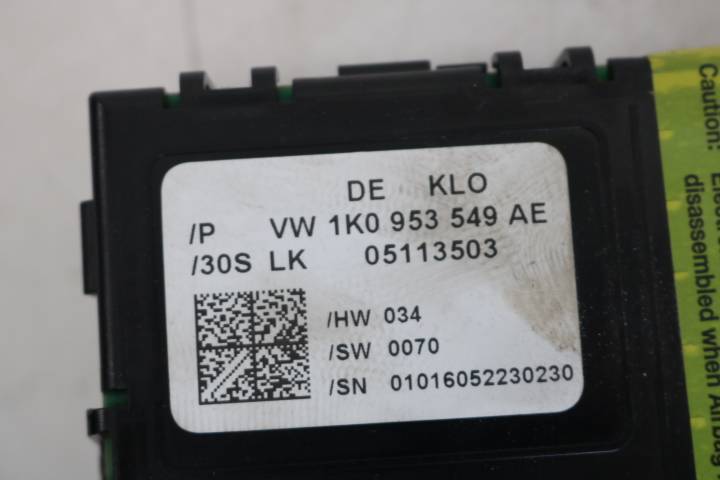 DE KLO
/P VW 1K0 953 549 AE
/30S LK 05113503
/HW 034
/SW 0070
/SN 01016052230230
Caution:
disassembled when Airbag